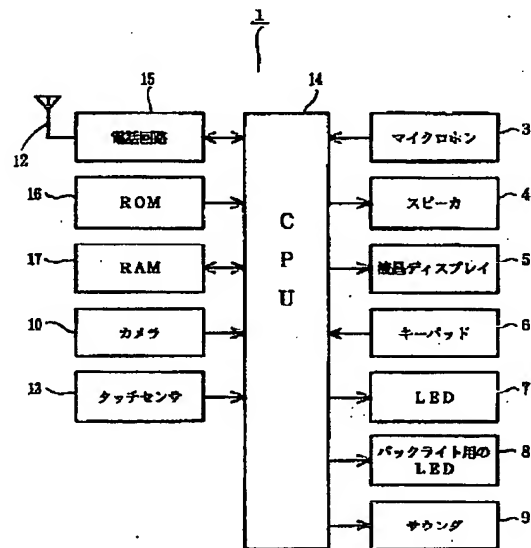 1
15
14
12
電話回路
3
マイクロホン
16
ROM
4
スピーカ
C
P
U
17
RAM
5
液晶ディスプレイ
10
カメラ
6
キーパッド
13
タッチセンサ
7
LED
8
バックライト用の
LED
9
サウンダ